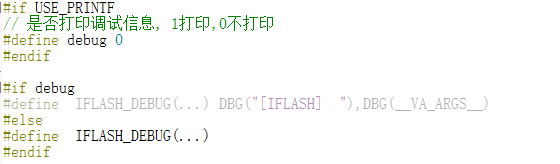 #if USE_PRINTF
// 是否打印调试信息, 1打印,0不打印
#define debug 0
#endif
#if debug
#define  IFLASH_DEBUG(...) DBG("[IFLASH]  "),DBG(__VA_ARGS__)
#else
#define  IFLASH_DEBUG(...)
#endif